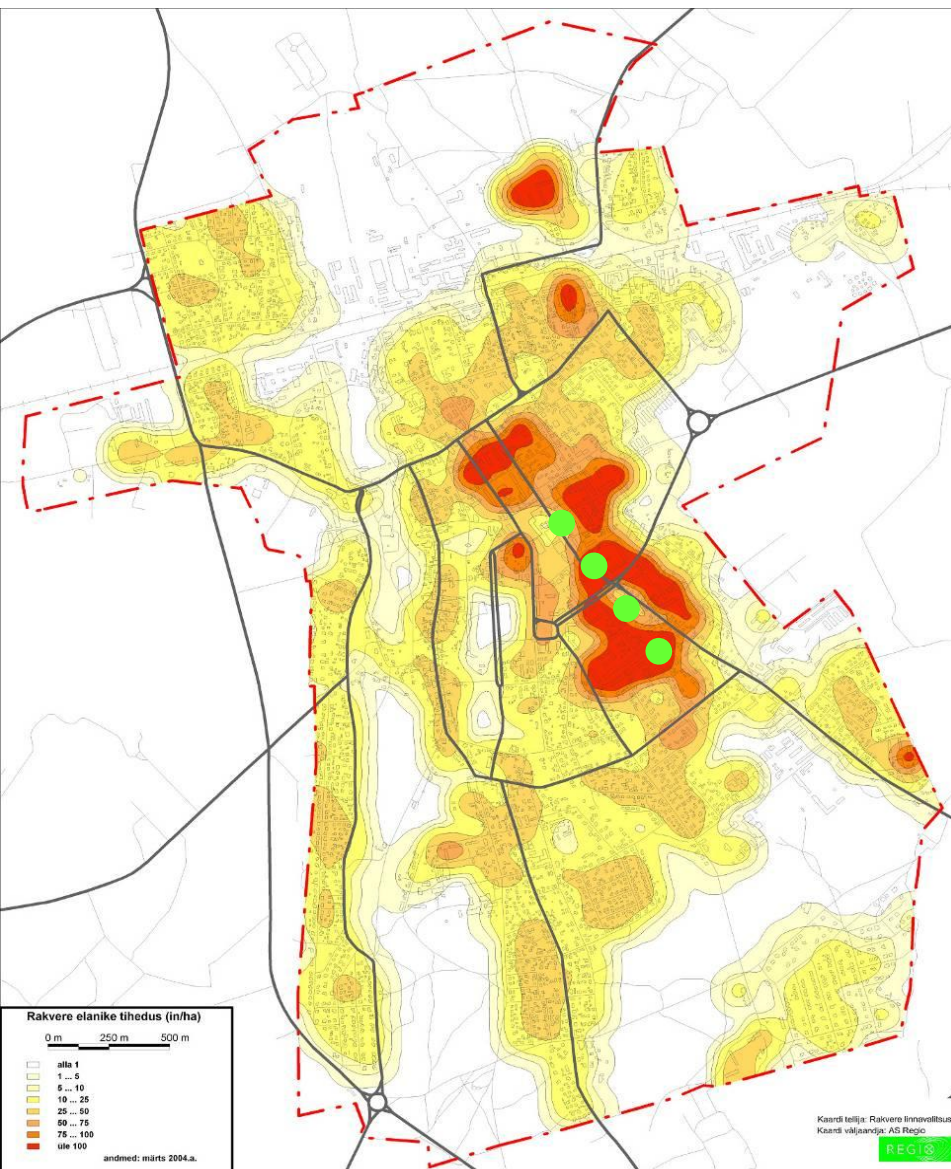 Rakvere elanike tihedus (in/ha)
0 m 250 m 500 m
alla 1
1 ... 5
5 ... 10
10 ... 25
25 ... 50
50 ... 75
75 ... 100
üle 100
andmed: märts 2004.a.
Kaardi tellija: Rakvere linnavalitsus
Kaardi väljaandja: AS Regio
REGIO